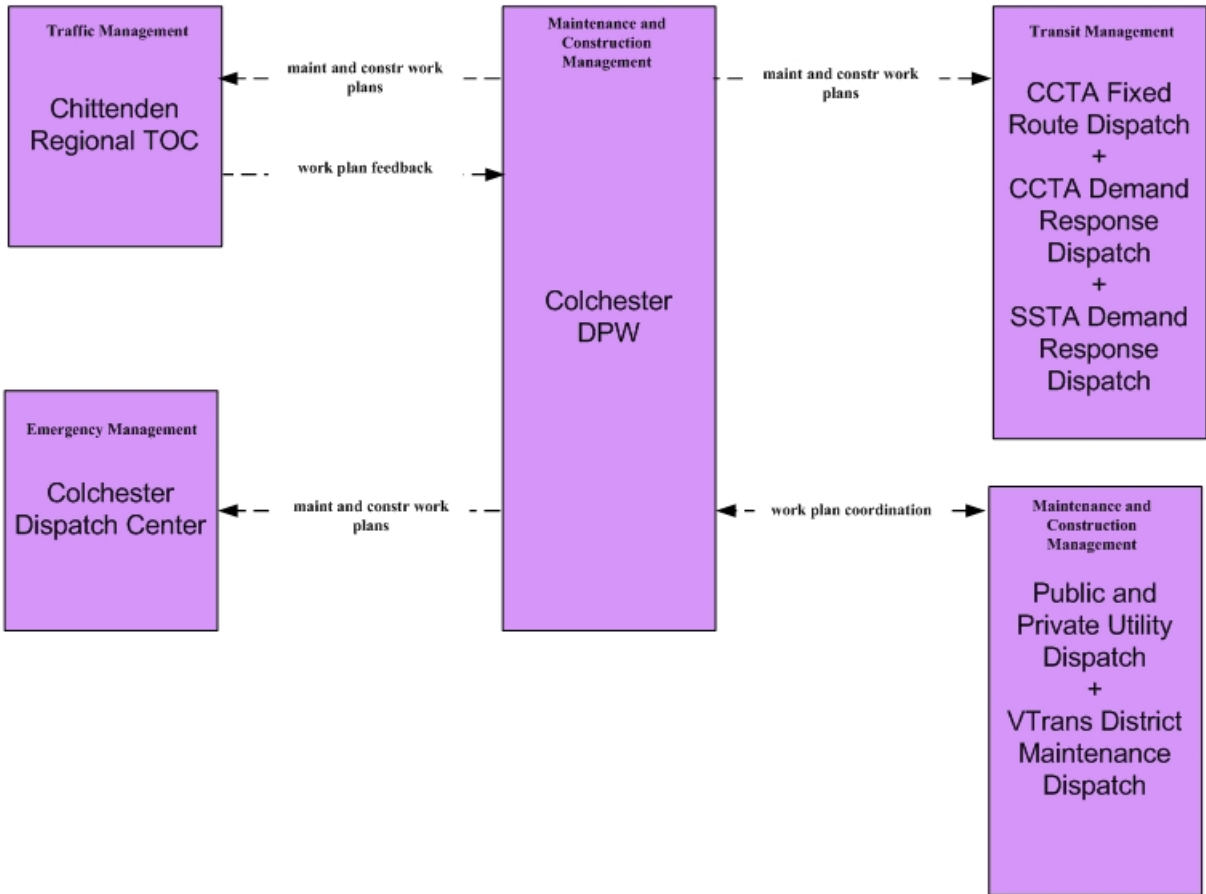 Traffic Management
Chittenden
Regional TOC
maint and constr work
plans
work plan feedback
Maintenance and
Construction
Management
Colchester
DPW
maint and constr work
plans
Transit Management
CCTA Fixed
Route Dispatch
+
CCTA Demand
Response
Dispatch
+
SSTA Demand
Response
Dispatch
Emergency Management
Colchester
Dispatch Center
maint and constr work
plans
work plan coordination
Maintenance and
Construction
Management
Public and
Private Utility
Dispatch
+
VTrans District
Maintenance
Dispatch